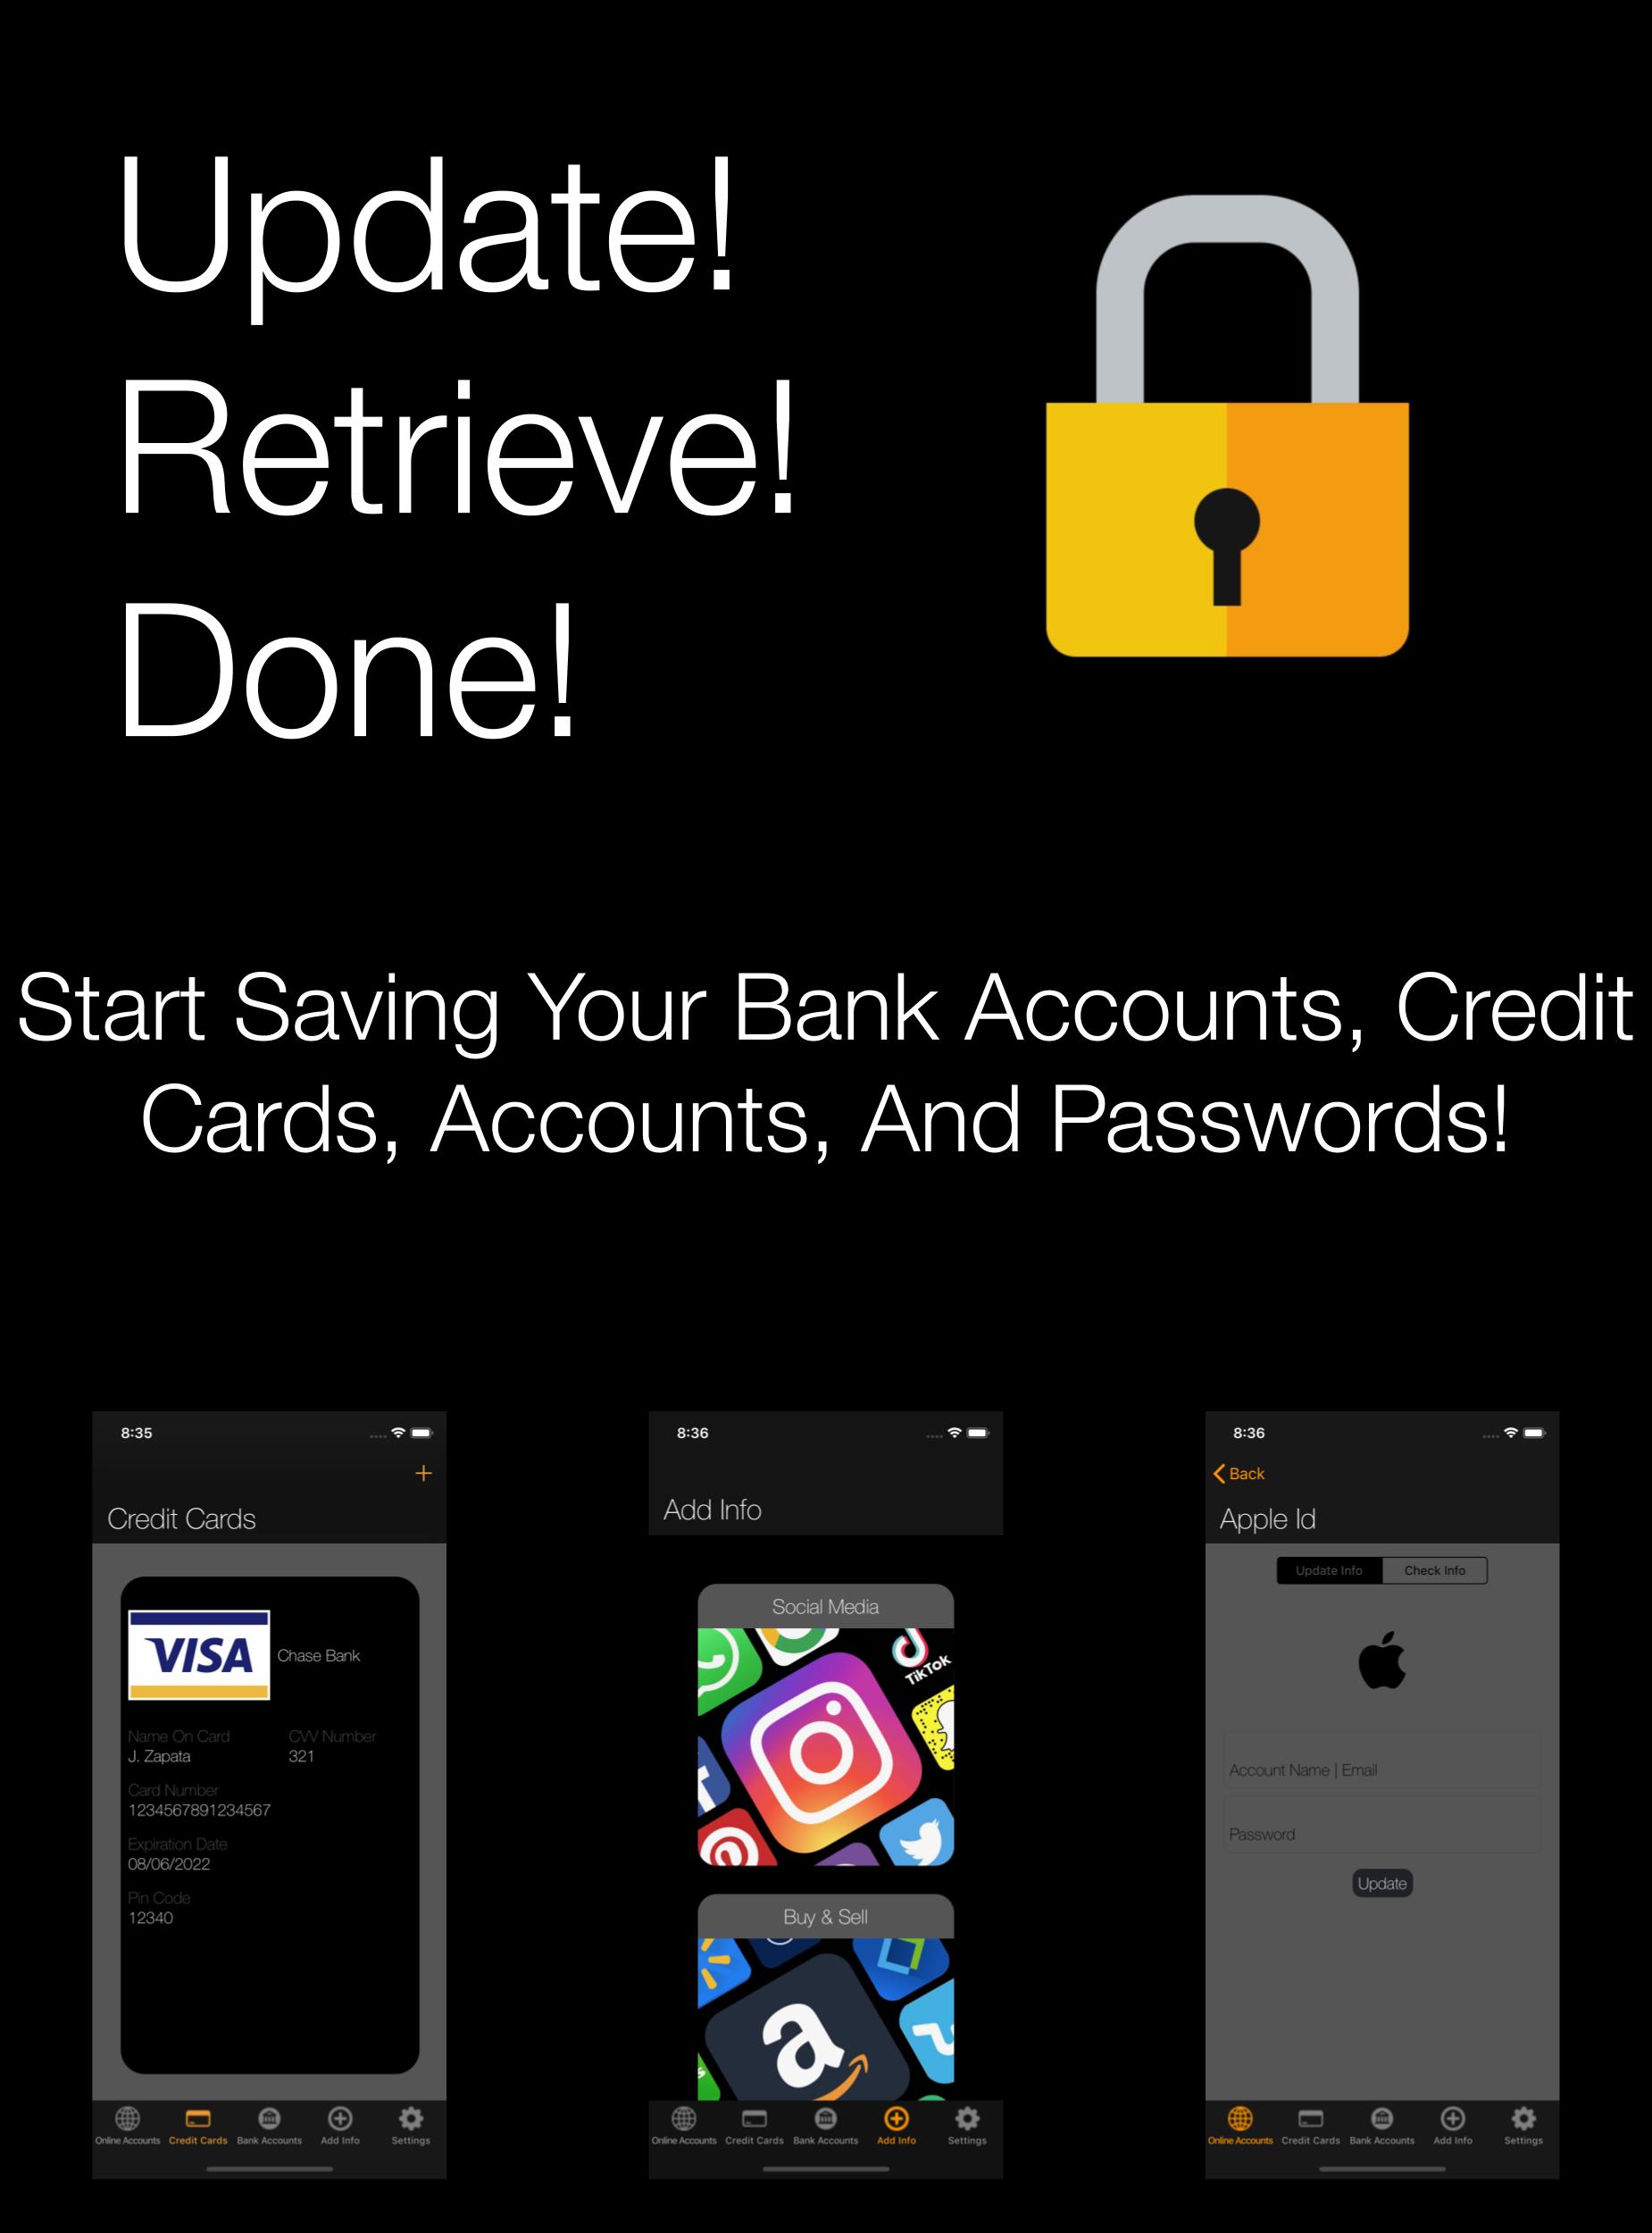 Update!
Retrieve!
Done!
Start Saving Your Bank Accounts, Credit
Cards, Accounts, And Passwords!
8:35
+
Credit Cards
VISA
Chase Bank
Name On Card
CVV Number
J. Zapata
321
Card Number
1234567891234567
Expiration Date
08/06/2022
Pin Code
12340
Online Accounts
Credit Cards
Bank Accounts
Add Info
Settings
8:36
Add Info
Social Media
TikTok
Buy & Sell
Online Accounts
Credit Cards
Bank Accounts
Add Info
Settings
8:36
Back
Apple Id
Update Info
Check Info
Account Name | Email
Password
Update
Online Accounts
Credit Cards
Bank Accounts
Add Info
Settings